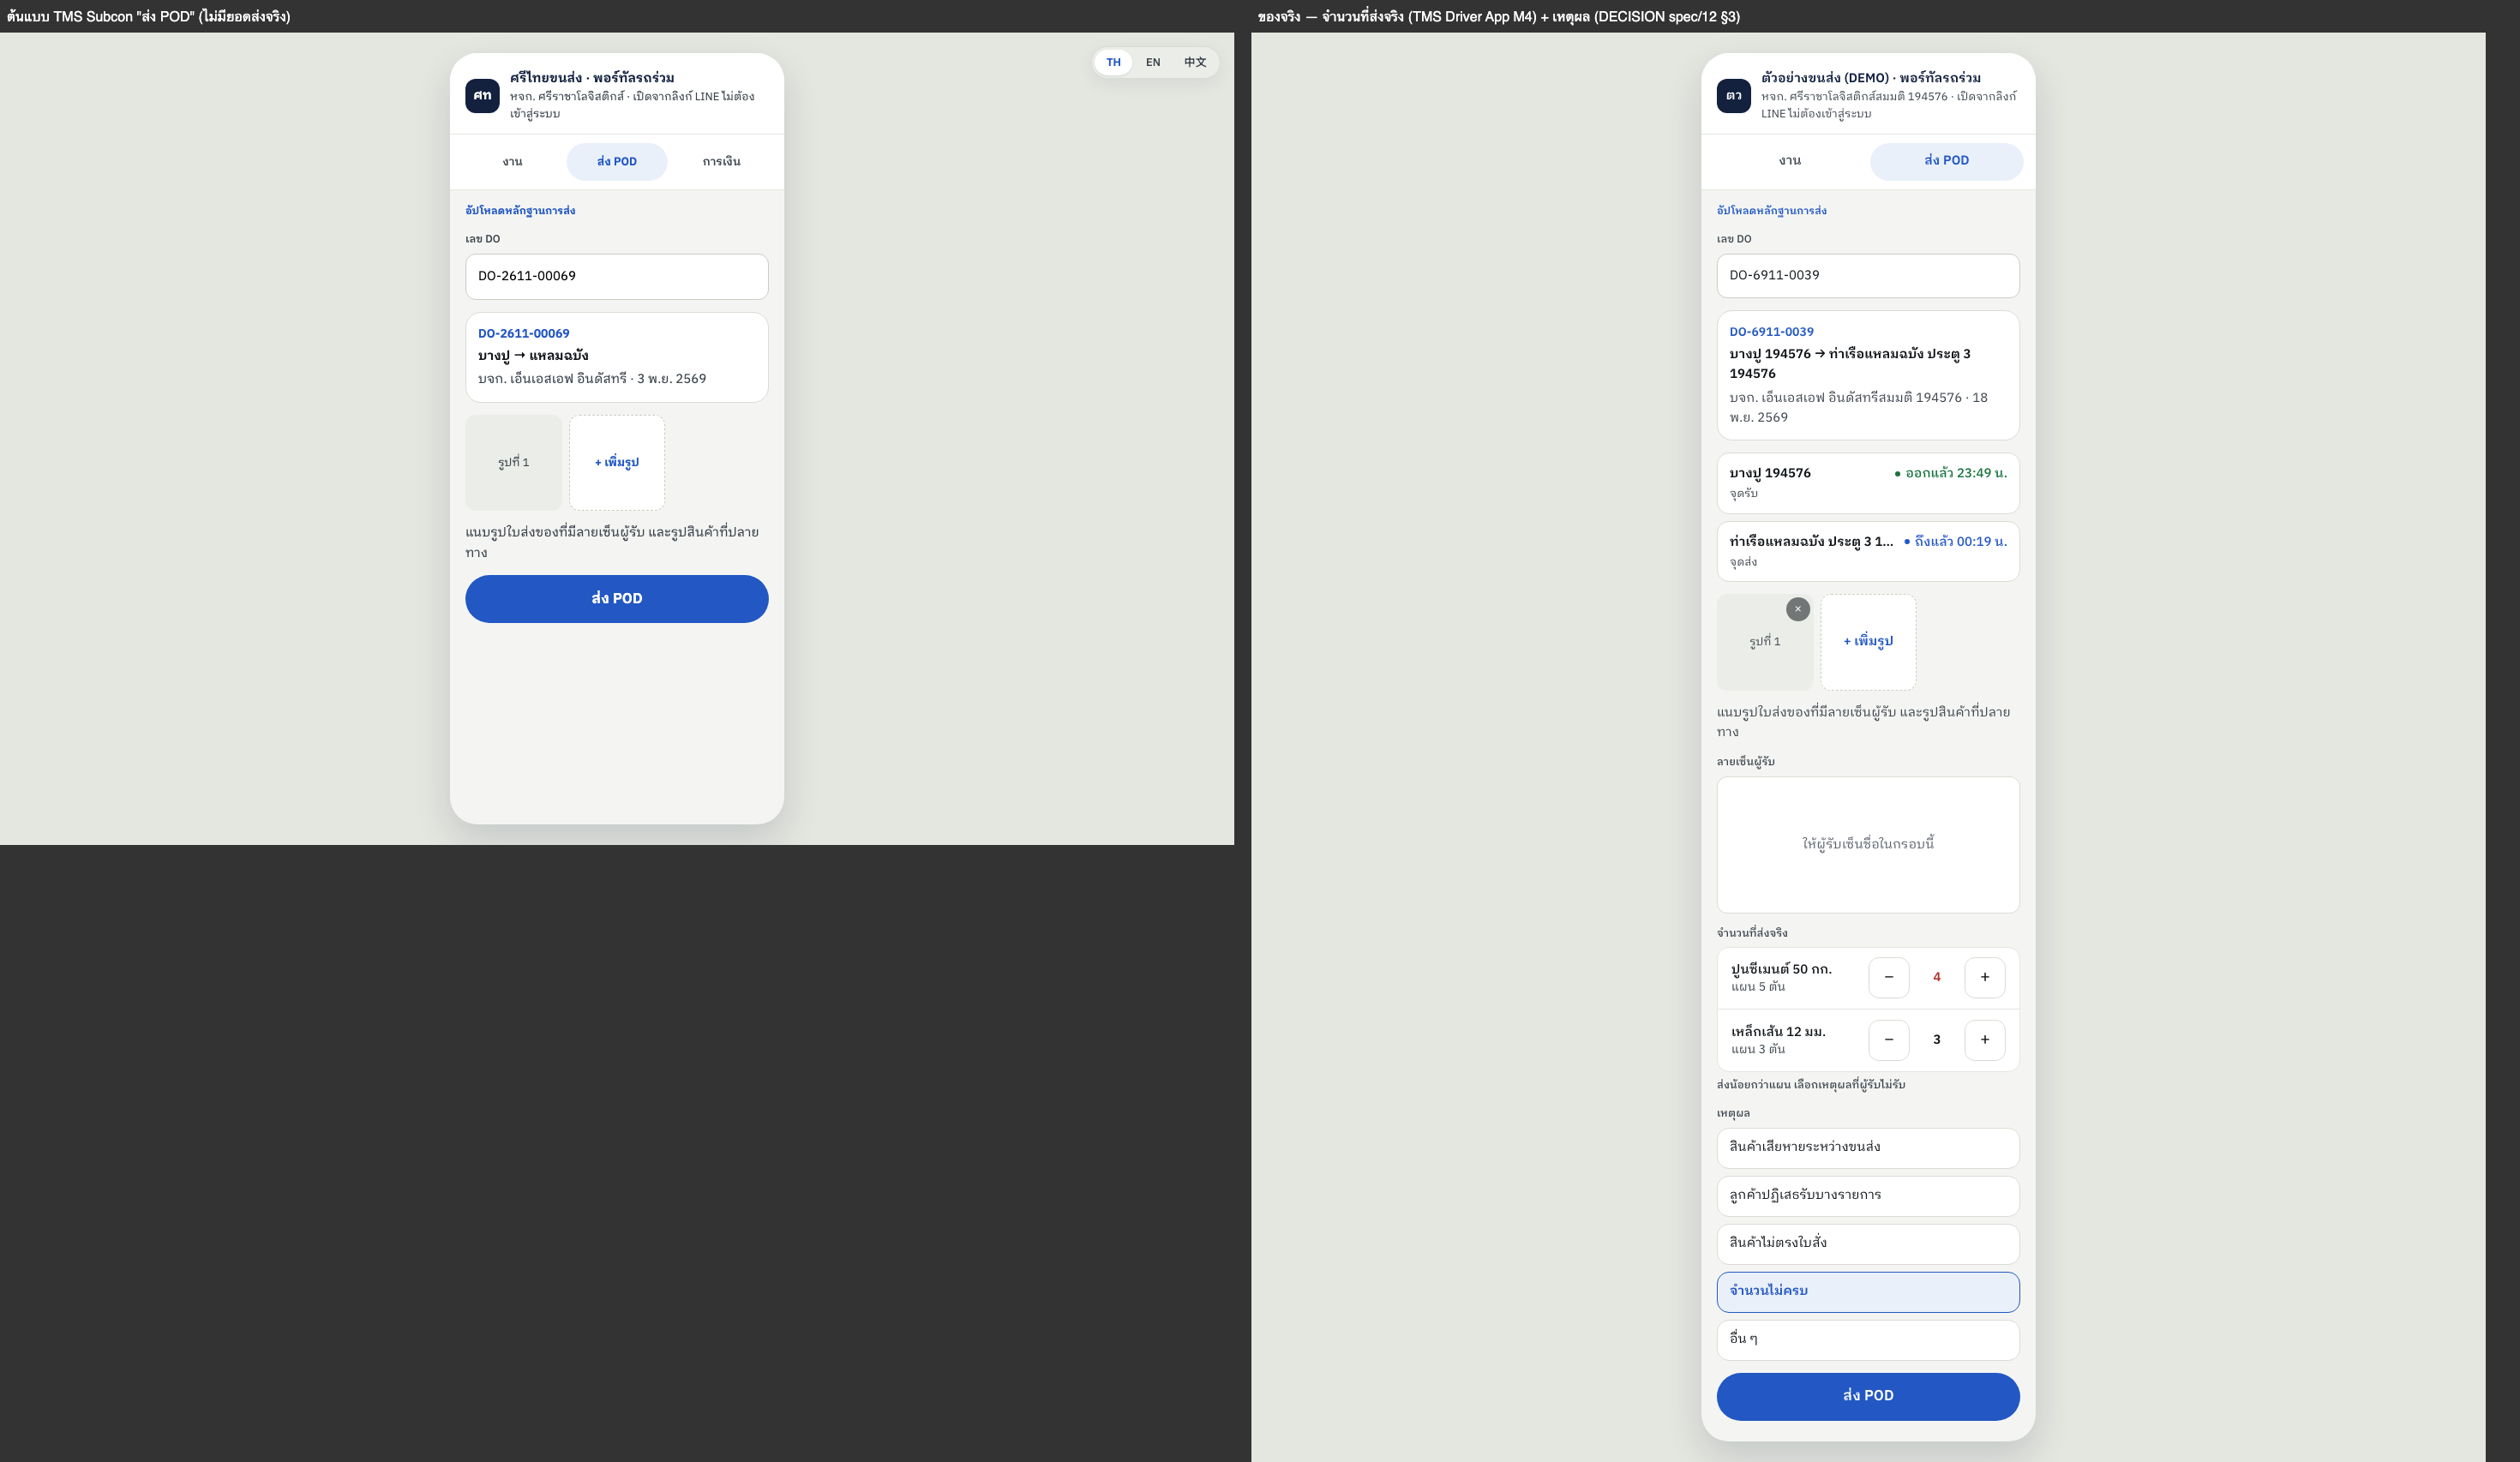 ต้นแบบ TMS Subcon "ส่ง POD" (ไม่มียอดส่งจริง)
TH EN 中文
ศท
ศรีไทยขนส่ง · พอร์ทัลรถร่วม
หจก. ศรีราชาโลจิสติกส์ · เปิดจากลิงก์ LINE ไม่ต้อง
เข้าสู่ระบบ
งาน ส่ง POD การเงิน
อัปโหลดหลักฐานการส่ง
เลข DO
DO-2611-00069
DO-2611-00069
บางปู → แหลมฉบัง
บจก. เอ็นเอสเอฟ อินดัสทรี · 3 พ.ย. 2569
รูปที่ 1
+ เพิ่มรูป
แนบรูปใบส่งของที่มีลายเซ็นผู้รับ และรูปสินค้าที่ปลาย
ทาง
ส่ง POD
ของจริง — จำนวนที่ส่งจริง (TMS Driver App M4) + เหตุผล (DECISION spec/12 §3)
ตว
ตัวอย่างขนส่ง (DEMO) · พอร์ทัลรถร่วม
หจก. ศรีราชาโลจิสติกส์สมมติ 194576 · เปิดจากลิงก์
LINE ไม่ต้องเข้าสู่ระบบ
งาน ส่ง POD
อัปโหลดหลักฐานการส่ง
เลข DO
DO-6911-0039
DO-6911-0039
บางปู 194576 → ท่าเรือแหลมฉบัง ประตู 3
194576
บจก. เอ็นเอสเอฟ อินดัสทรีสมมติ 194576 · 18
พ.ย. 2569
บางปู 194576 • ออกแล้ว 23:49 น.
จุดรับ
ท่าเรือแหลมฉบัง ประตู 3 1... • ถึงแล้ว 00:19 น.
จุดส่ง
×
รูปที่ 1
+ เพิ่มรูป
แนบรูปใบส่งของที่มีลายเซ็นผู้รับ และรูปสินค้าที่ปลาย
ทาง
ลายเซ็นผู้รับ
ให้ผู้รับเซ็นชื่อในกรอบนี้
จำนวนที่ส่งจริง
ปูนซีเมนต์ 50 กก.
แผน 5 ตัน
− 4 +
เหล็กเส้น 12 มม.
แผน 3 ตัน
− 3 +
ส่งน้อยกว่าแผน เลือกเหตุผลที่ผู้รับไม่รับ
เหตุผล
สินค้าเสียหายระหว่างขนส่ง
ลูกค้าปฏิเสธรับบางรายการ
สินค้าไม่ตรงใบสั่ง
จำนวนไม่ครบ
อื่น ๆ
ส่ง POD